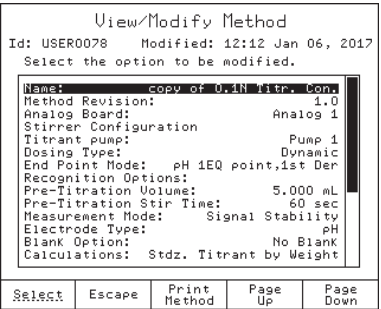 View/Modify Method
Id: USER0078 Modified: 12:12 Jan 06, 2017
Select the option to be modified.
Name: copy of 0.1N Titr. Con.
Method Revision: 1.0
Analog Board: Analog 1
Stirrer Configuration
Titrant pump: Pump 1
Dosing Type: Dynamic
End Point Mode: pH 1EQ point,1st Der
Recognition Options:
Pre-Titration Volume: 5.000 mL
Pre-Titration Stir Time: 60 sec
Measurement Mode: Signal Stability
Electrode Type: pH
Blank Option: No Blank
Calculations: Stdz. Titrant by Weight
Select Escape Print Method Page Up Page Down